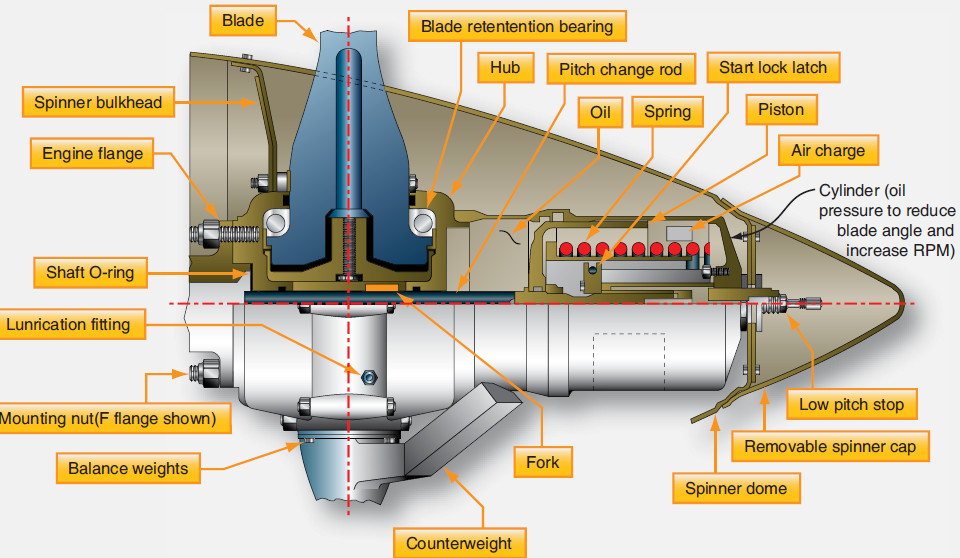 Blade
Blade retentention bearing
Hub
Pitch change rod
Start lock latch
Spinner bulkhead
Oil
Spring
Piston
Engine flange
Air charge
Cylinder (oil
pressure to reduce
blade angle and
increase RPM)
Shaft O-ring
Lunrication fitting
Mounting nut(F flange shown)
Low pitch stop
Removable spinner cap
Balance weights
Fork
Spinner dome
Counterweight